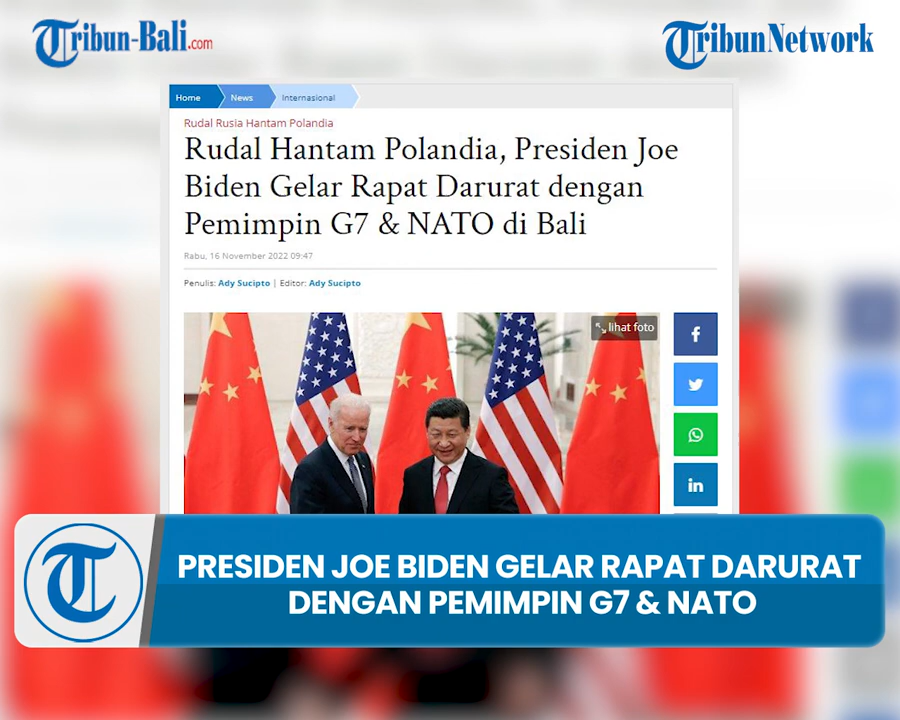 Tribun-Bali.com
TribunNetwork
Home News Internasional
Rudal Rusia Hantam Polandia
Rudal Hantam Polandia, Presiden Joe
Biden Gelar Rapat Darurat dengan
Pemimpin G7 & NATO di Bali
Rabu, 16 November 2022 09:47
Penulis: Ady Sucipto | Editor: Ady Sucipto
lihat foto
f
in
T
PRESIDEN JOE BIDEN GELAR RAPAT DARURAT
DENGAN PEMIMPIN G7 & NATO